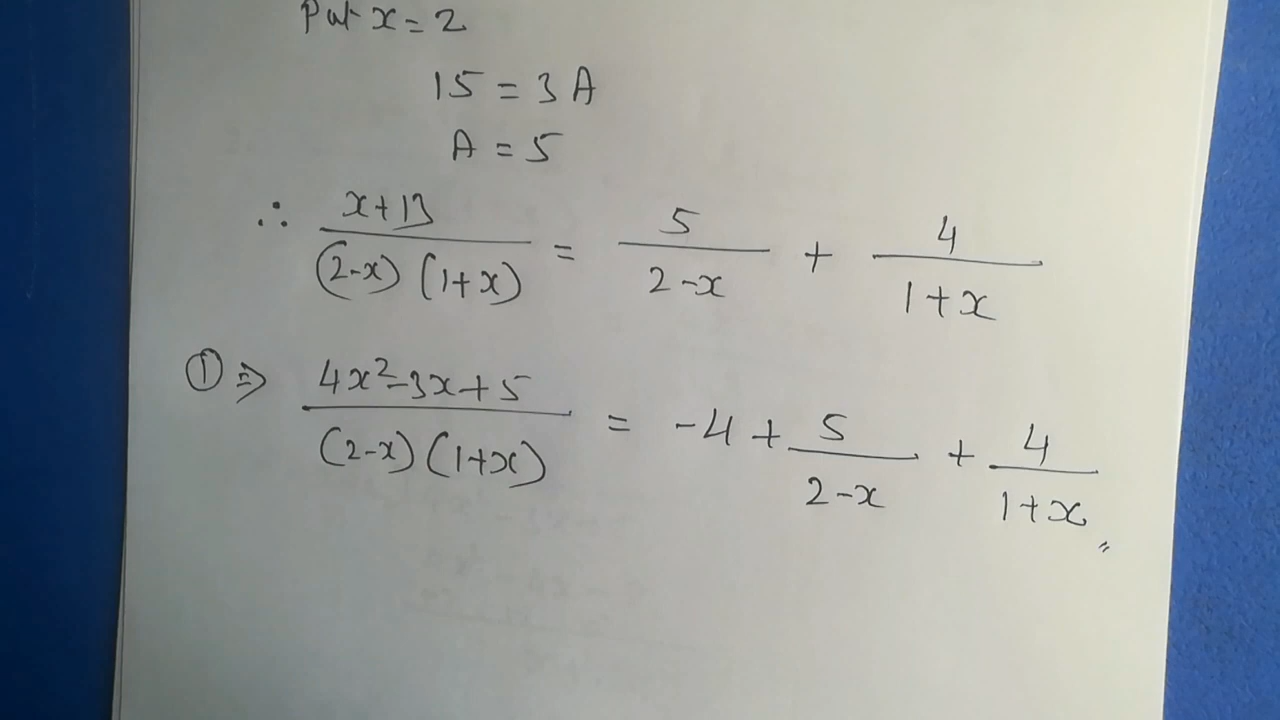 Put x = 2
15 = 3A
A = 5
∴ x+13 / (2-x) (1+x) = 5 / 2-x + 4 / 1+x
① ⇒ 4x²-3x+5 / (2-x) (1+x) = -4 + 5 / 2-x + 4 / 1+x „